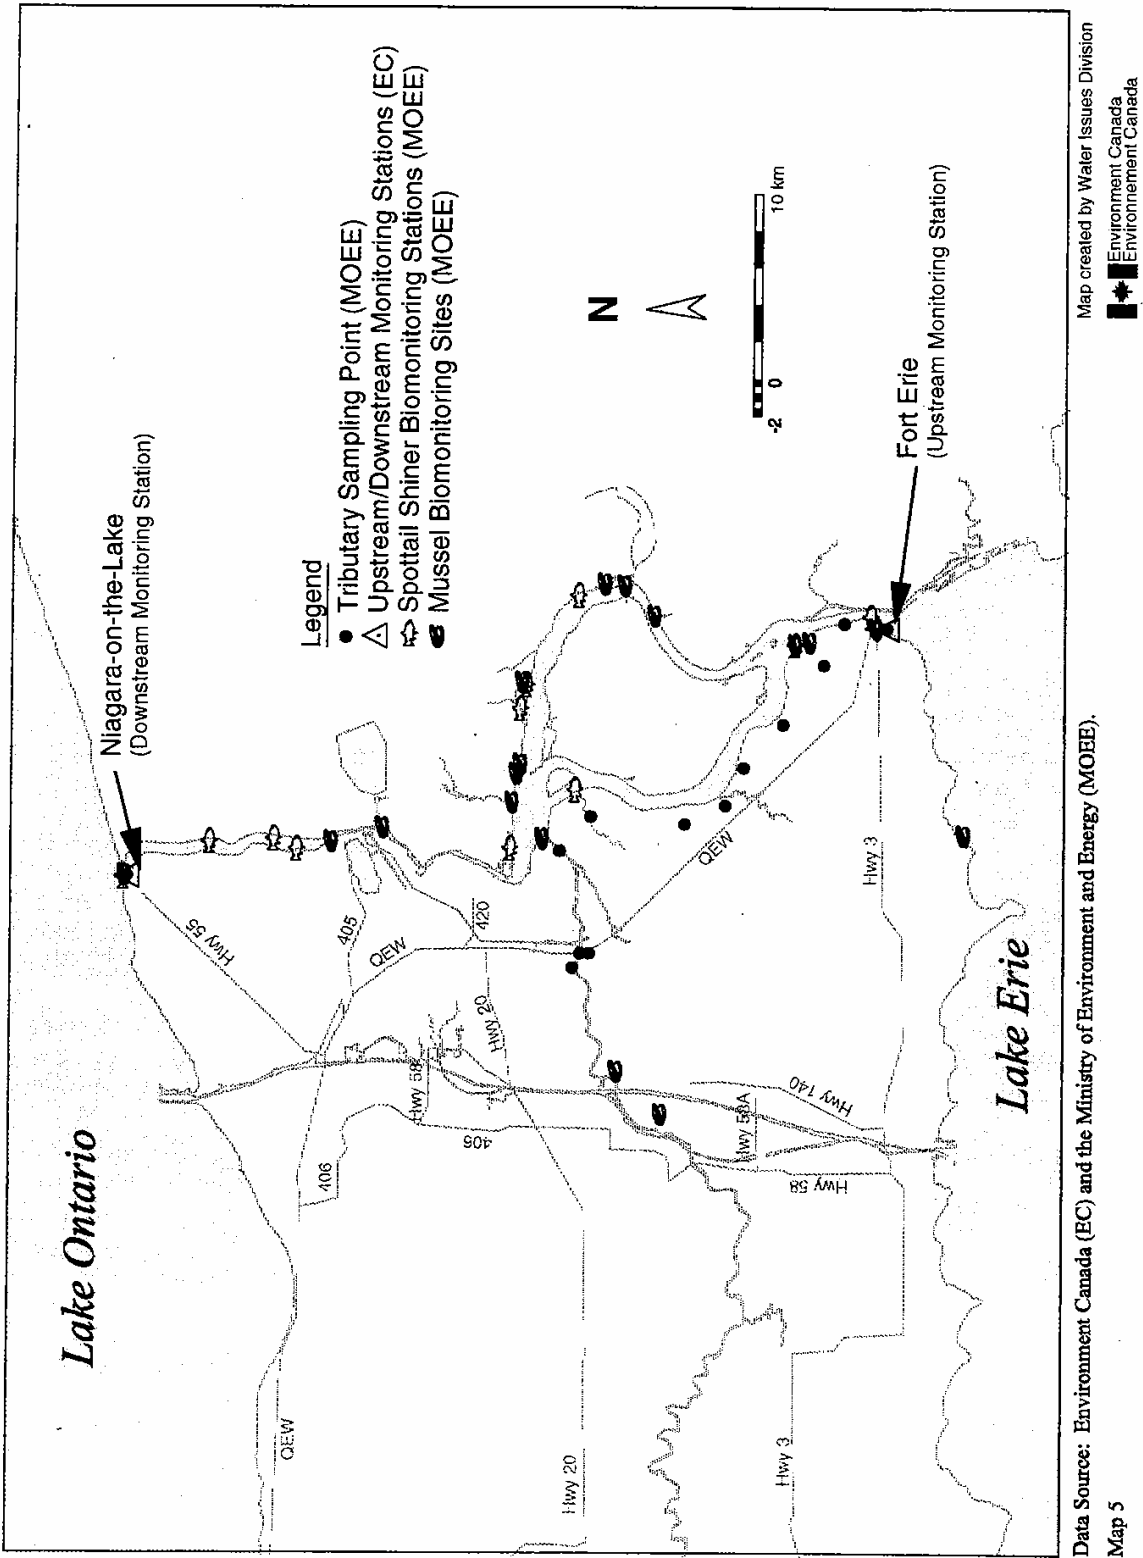 Lake Ontario
Niagara-on-the-Lake
(Downstream Monitoring Station)
Legend
Tributary Sampling Point (MOEE)
Upstream/Downstream Monitoring Stations (EC)
Spottail Shiner Biomonitoring Stations (MOEE)
Mussel Biomonitoring Sites (MOEE)
N
-2 0 10 km
Fort Erie
(Upstream Monitoring Station)
Lake Erie
QEW
406
Hwy 55
405
QEW
420
Hwy 58
Hwy 20
406
Hwy 20
QEW
Hwy 140
Hwy 58A
Hwy 58
Hwy 3
Hwy 3
Data Source: Environment Canada (EC) and the Ministry of Environment and Energy (MOEE).
Map 5
Map created by Water Issues Division
Environment Canada
Environnement Canada